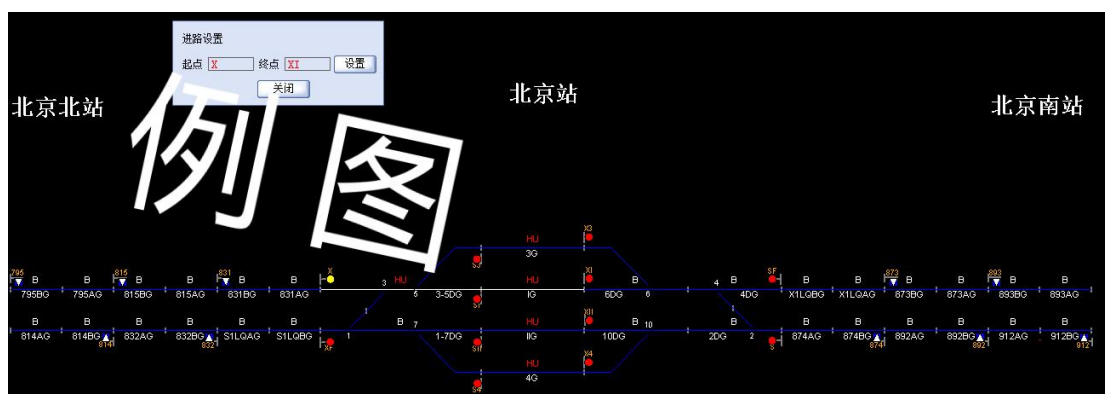 进路设置
起点 X 终点 XI 设置
关闭
北京北站 北京站 北京南站
例图
X3
HU
3G
S3
795 B B 815 B B 831 B B X 3 HU HU XI B 4 B SF B B 873 B B 893 B B
795BG 795AG 815BG 815AG 831BG 831AG 5 3-5DG IG 6DG 6 4DG X1LQBG X1LQAG 873BG 873AG 893BG 893AG
SI
1 1
B B B B B B B 7 HU XII B 10 B B B B B B B
814AG 814BG 832AG 832BG S1LQAG S1LQBG 1 1-7DG IIG 10DG 2DG 2 874AG 874BG 892AG 892BG 912AG 912BG
814 832 XF SII S 874 892 912
HU X4
4G
S4